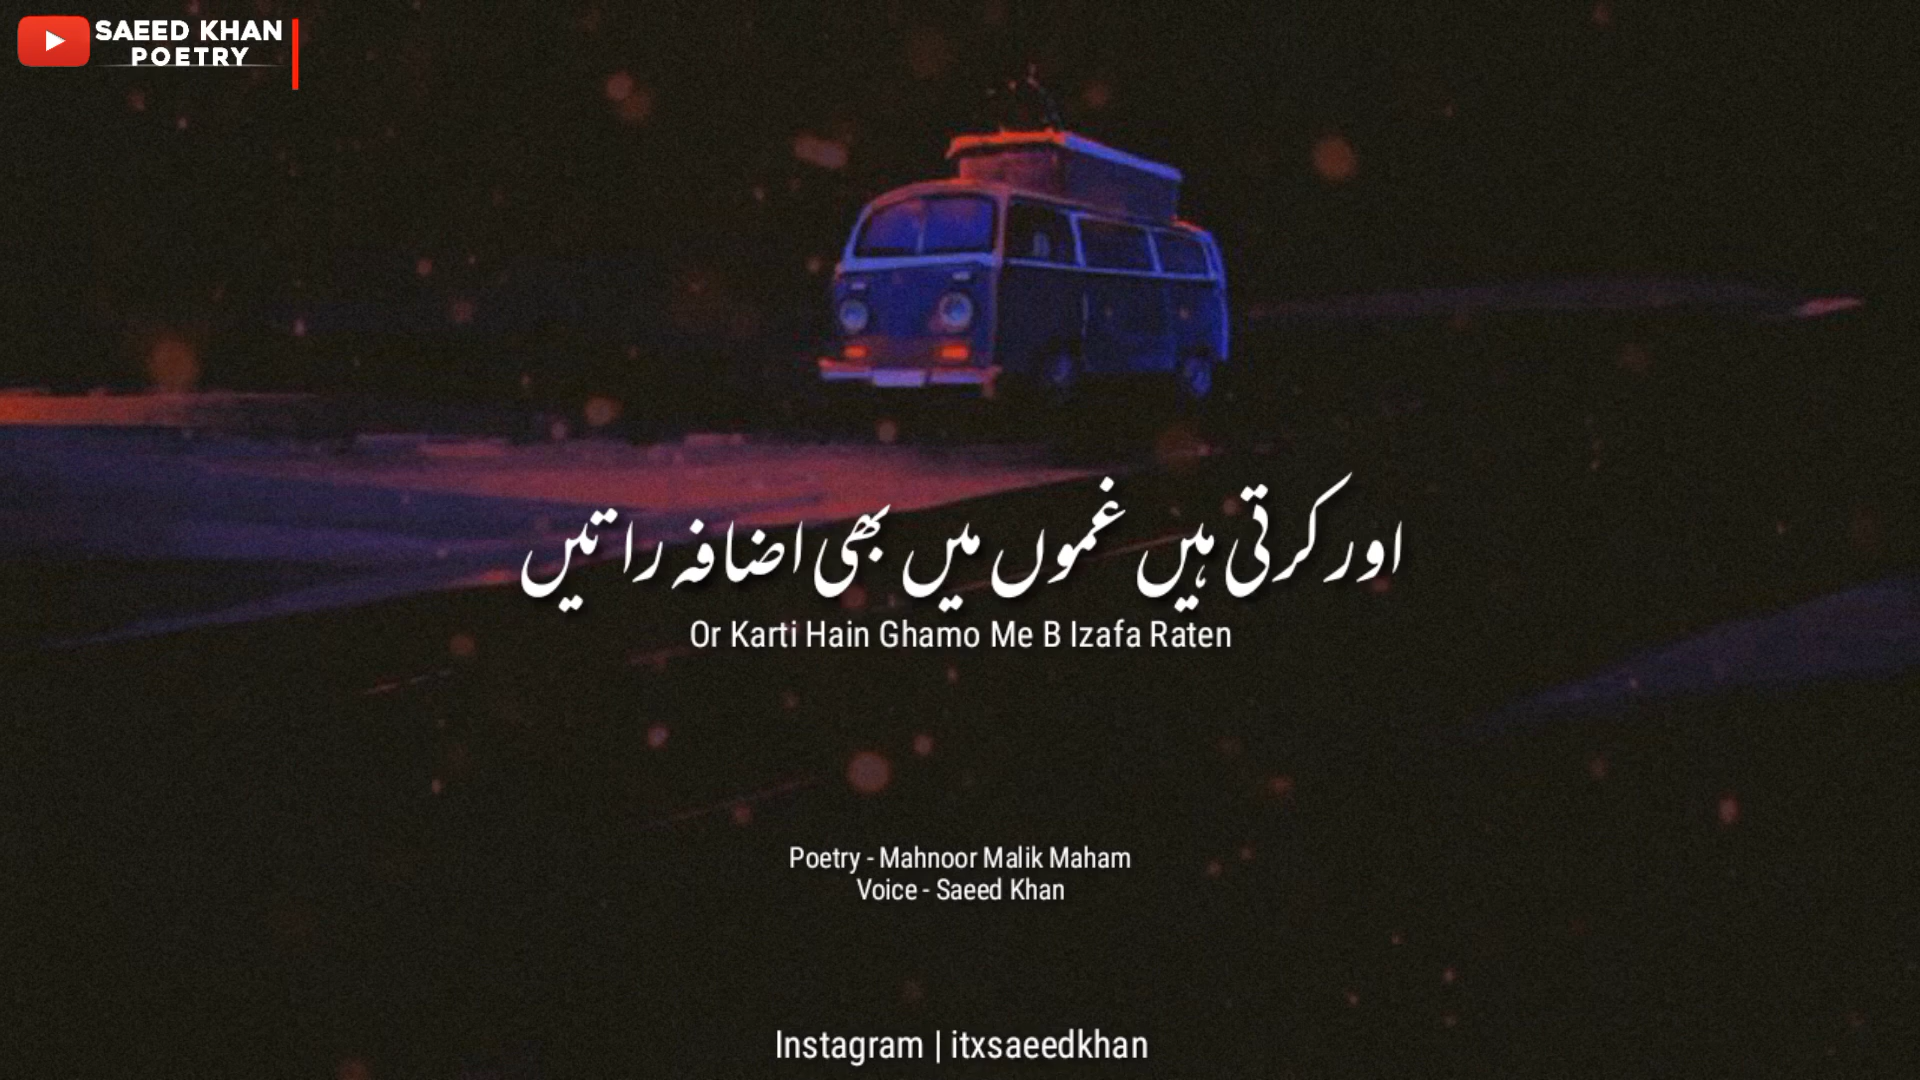 SAEED KHAN
POETRY
اور کرتی ہیں غموں میں بھی اضافہ راتیں
Or Karti Hain Ghamo Me B Izafa Raten
Poetry - Mahnoor Malik Maham
Voice - Saeed Khan
Instagram | itxsaeedkhan